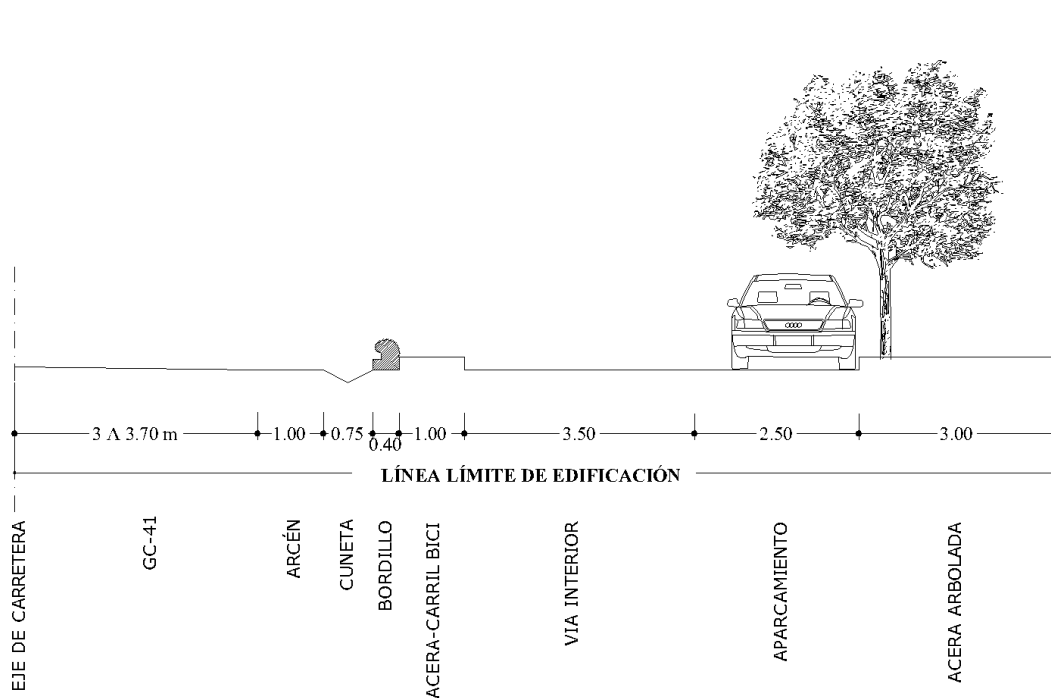 3 A 3.70 m
1.00
0.75
0.40
1.00
3.50
2.50
3.00
LÍNEA LÍMITE DE EDIFICACIÓN
EJE DE CARRETERA
GC-41
ARCÉN
CUNETA
BORDILLO
ACERA-CARRIL BICI
VIA INTERIOR
APARCAMIENTO
ACERA ARBOLADA